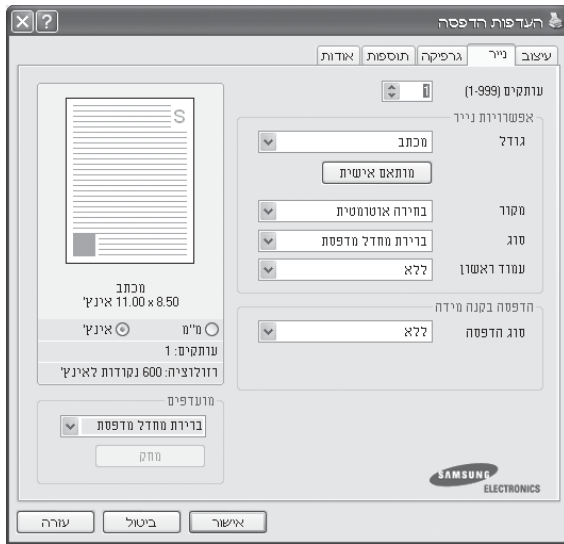 העדפות הדפסה
עיצוב נייר גרפיקה תוספות אודות
עותקים (1-999) 1
אפשרויות נייר
גודל מכתב
מותאם אישית
מקור בחירה אוטומטית
סוג ברירת מחדל מדפסת
עמוד ראשון ללא
הדפסה בקנה מידה
סוג הדפסה ללא
S
מכתב
8.50 x 11.00 אינץ'
מ"מ אינץ'
עותקים: 1
רזולוציה: 600 נקודות לאינץ'
מועדפים
ברירת מחדל מדפסת
מחק
SAMSUNG
ELECTRONICS
אישור ביטול עזרה